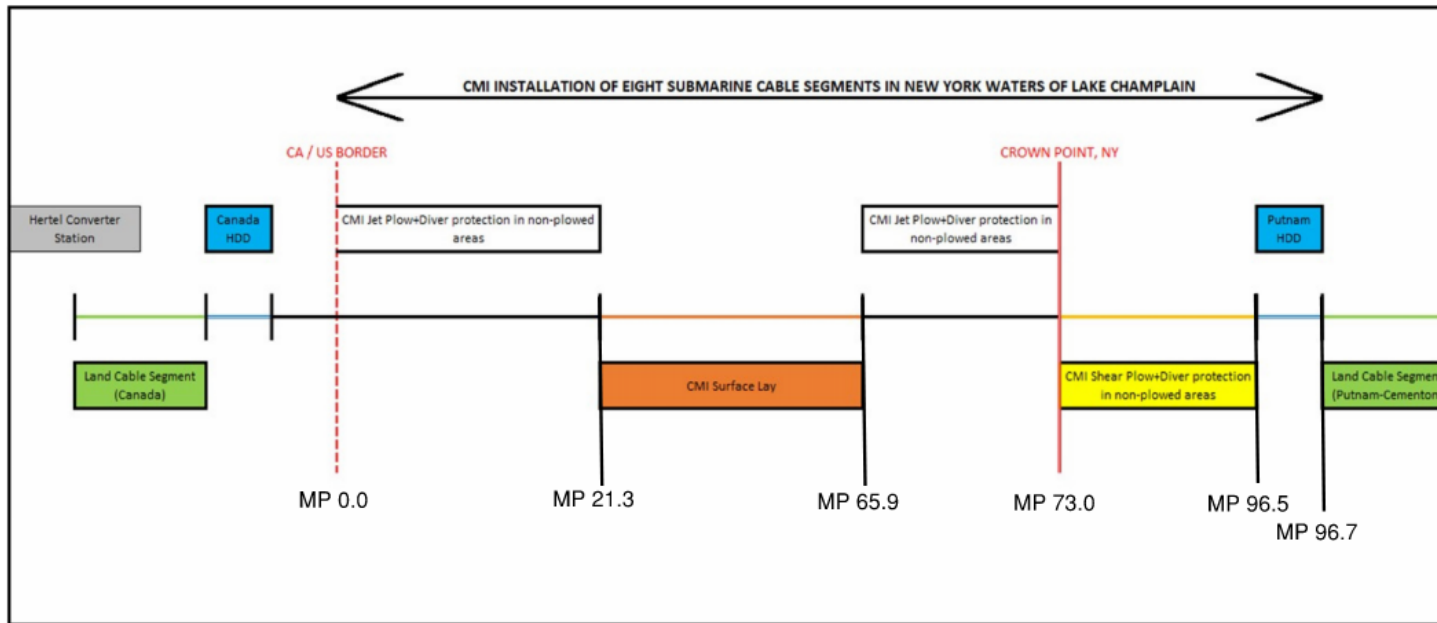 CMI INSTALLATION OF EIGHT SUBMARINE CABLE SEGMENTS IN NEW YORK WATERS OF LAKE CHAMPLAIN
CA / US BORDER
CROWN POINT, NY
Hertel Converter
Station
Canada
HDD
CMI Jet Plow+Diver protection in non-plowed
areas
CMI Jet Plow+Diver protection in
non-plowed areas
Putnam
HDD
Land Cable Segment
(Canada)
CMI Surface Lay
CMI Shear Plow+Diver protection
in non-plowed areas
Land Cable Segmen
(Putnam-Cementon
MP 0.0
MP 21.3
MP 65.9
MP 73.0
MP 96.5
MP 96.7